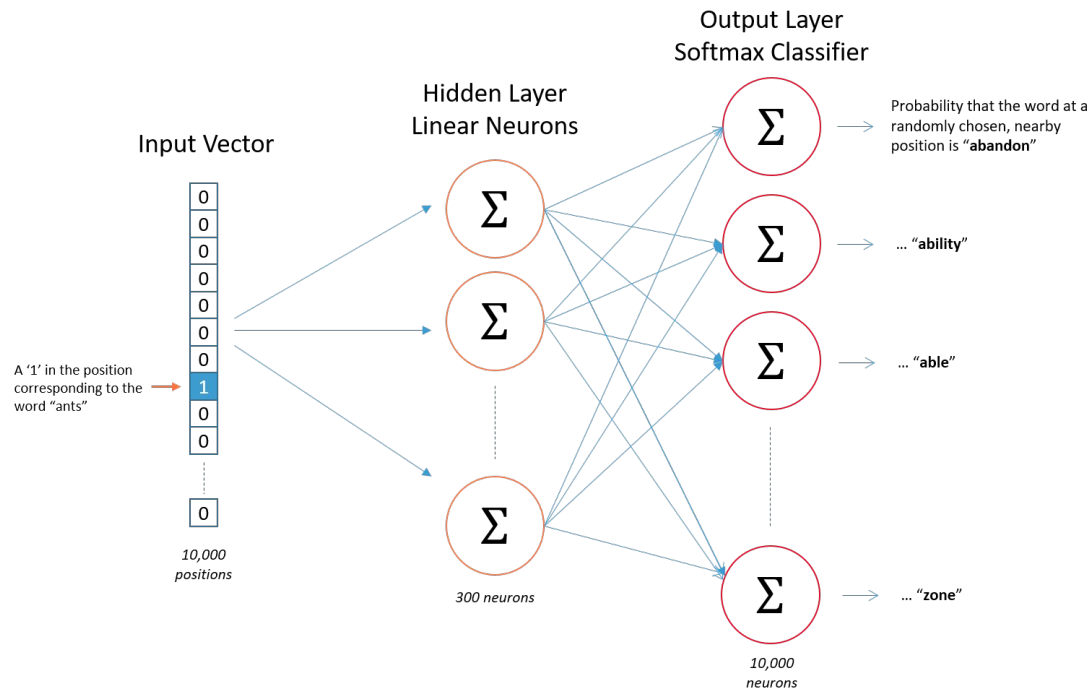 Output Layer
Softmax Classifier
Hidden Layer
Linear Neurons
Input Vector
0
0
0
0
0
0
0
1
0
0
0
A ‘1’ in the position
corresponding to the
word “ants”
10,000
positions
Σ
Σ
Σ
300 neurons
Σ
Σ
Σ
Σ
10,000
neurons
Probability that the word at a
randomly chosen, nearby
position is “abandon”
... “ability”
... “able”
... “zone”